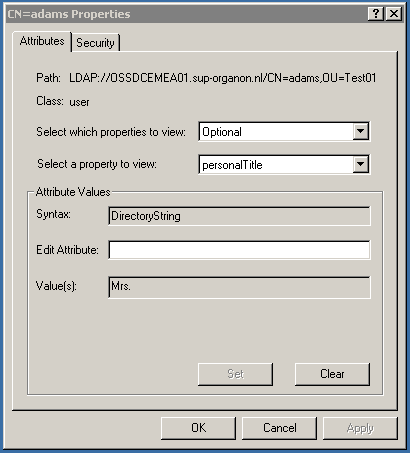 CN=adams Properties
Attributes Security
Path: LDAP://OSSDCEMEA01.sup-organon.nl/CN=adams,OU=Test01
Class: user
Select which properties to view: Optional
Select a property to view: personalTitle
Attribute Values
Syntax: DirectoryString
Edit Attribute:
Value(s): Mrs.
Set Clear
OK Cancel Apply